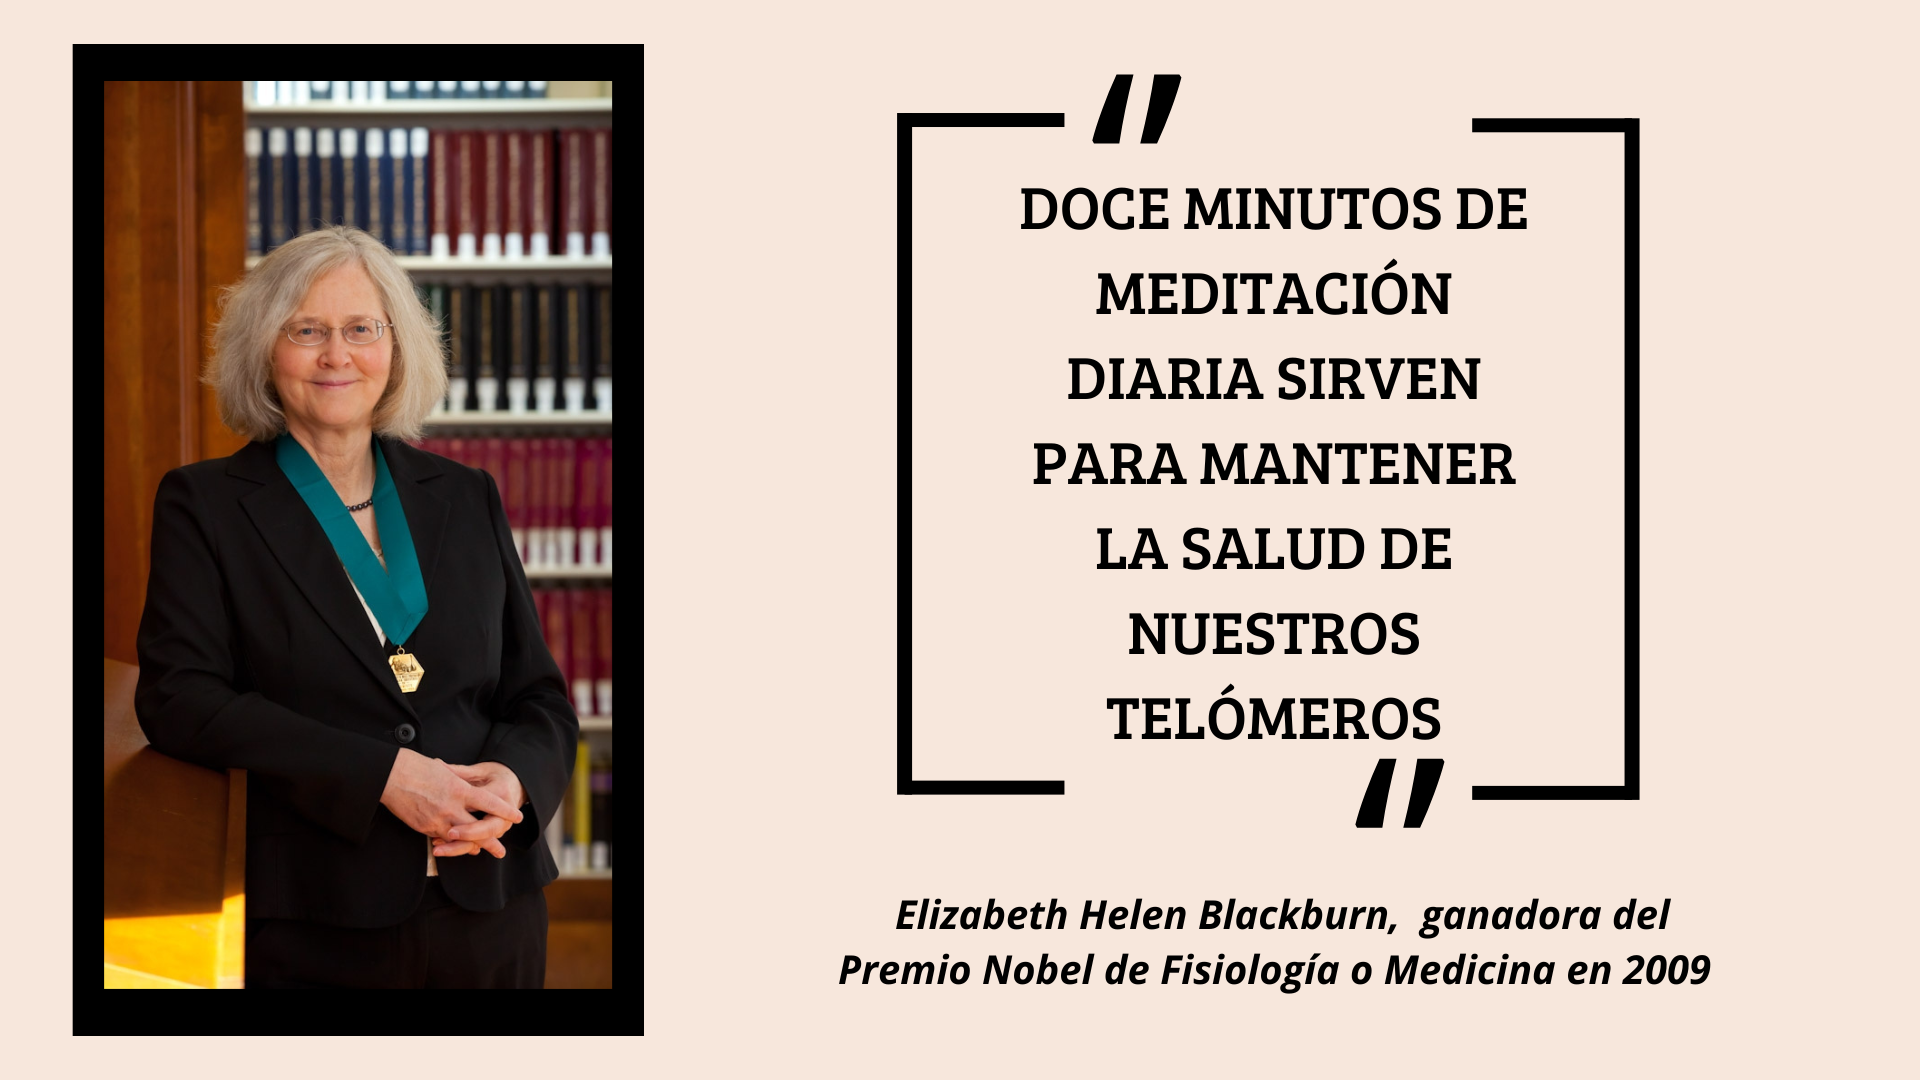 "
DOCE MINUTOS DE
MEDITACIÓN
DIARIA SIRVEN
PARA MANTENER
LA SALUD DE
NUESTROS
TELÓMEROS
"
Elizabeth Helen Blackburn,  ganadora del
Premio Nobel de Fisiología o Medicina en 2009